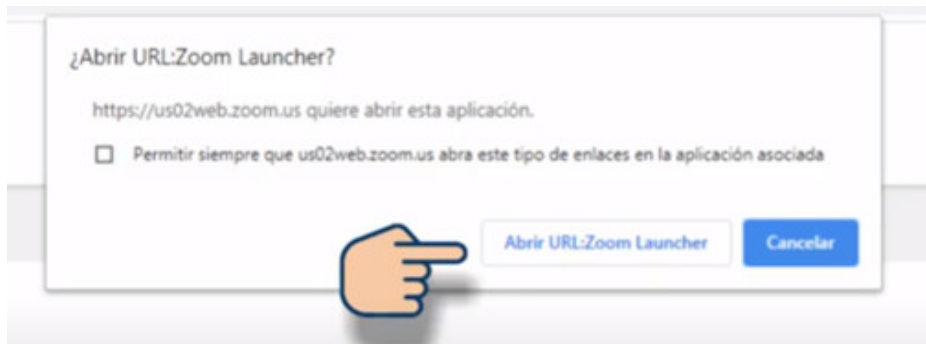 ¿Abrir URL:Zoom Launcher?
https://us02web.zoom.us quiere abrir esta aplicación.
Permitir siempre que us02web.zoom.us abra este tipo de enlaces en la aplicación asociada
Abrir URL:Zoom Launcher
Cancelar